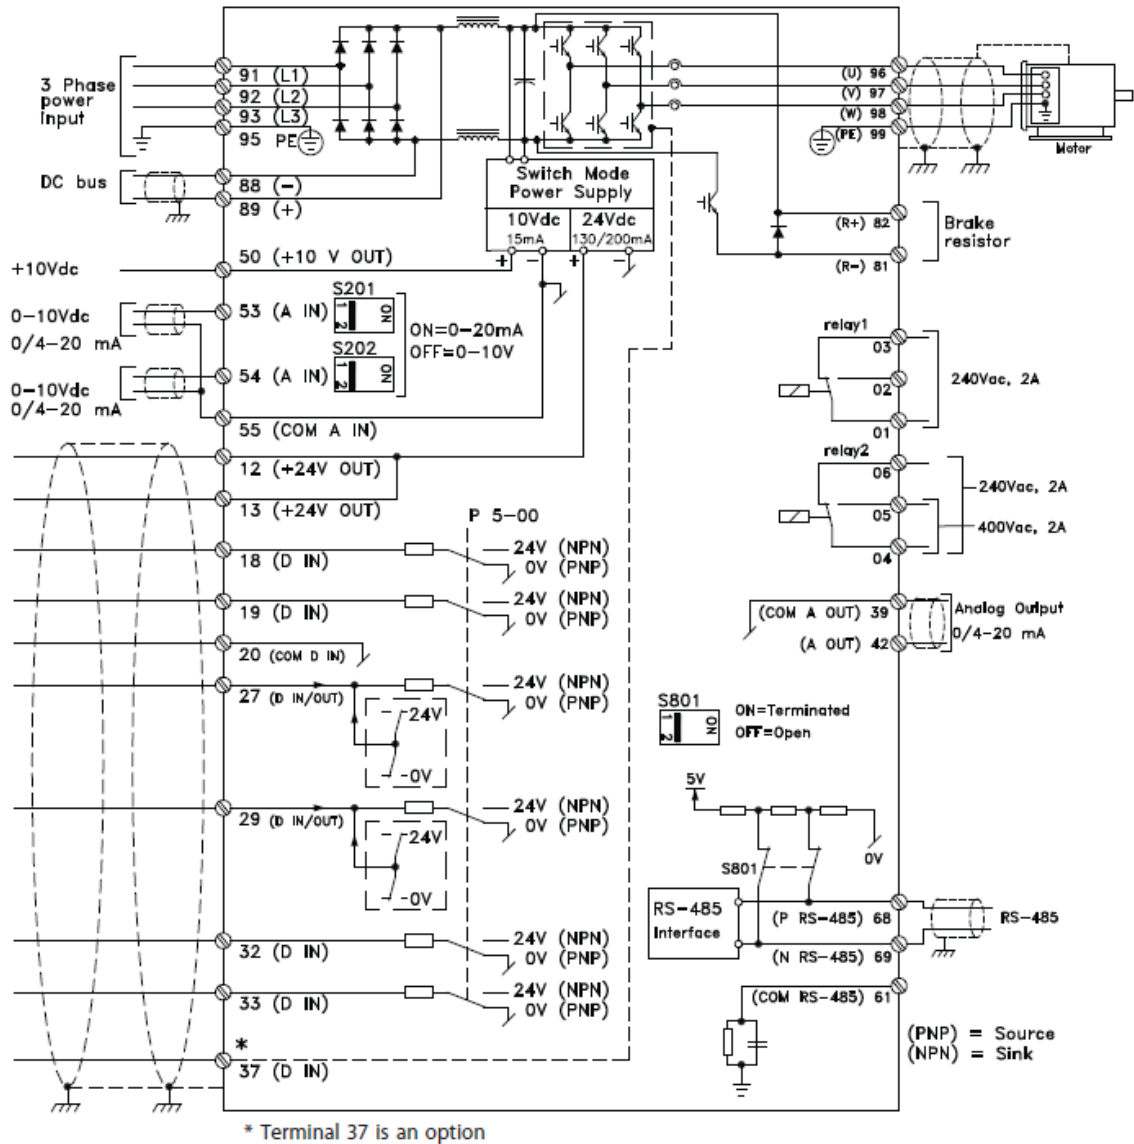 3 Phase
power
input
91 (L1)
92 (L2)
93 (L3)
95 PE
DC bus
88 (-)
89 (+)
Switch Mode
Power Supply
10Vdc
15mA
24Vdc
130/200mA
+ - + -
(U) 96
(V) 97
(W) 98
(PE) 99
Motor
(R+) 82
(R-) 81
Brake
resistor
+10Vdc
50 (+10 V OUT)
0-10Vdc
0/4-20 mA
53 (A IN)
S201
1 2
ON
ON=0-20mA
OFF=0-10V
S202
1 2
ON
0-10Vdc
0/4-20 mA
54 (A IN)
55 (COM A IN)
12 (+24V OUT)
13 (+24V OUT)
P 5-00
18 (D IN)
24V (NPN)
0V (PNP)
19 (D IN)
24V (NPN)
0V (PNP)
20 (COM D IN)
27 (D IN/OUT)
24V (NPN)
0V (PNP)
24V
0V
29 (D IN/OUT)
24V (NPN)
0V (PNP)
24V
0V
32 (D IN)
24V (NPN)
0V (PNP)
33 (D IN)
24V (NPN)
0V (PNP)
*
37 (D IN)
relay1
03
02
01
240Vac, 2A
relay2
06
05
04
240Vac, 2A
400Vac, 2A
(COM A OUT) 39
(A OUT) 42
Analog Output
0/4-20 mA
S801
1 2
ON
ON=Terminated
OFF=Open
5V
S801
0V
RS-485
Interface
(P RS-485) 68
(N RS-485) 69
RS-485
(COM RS-485) 61
(PNP) = Source
(NPN) = Sink
* Terminal 37 is an option